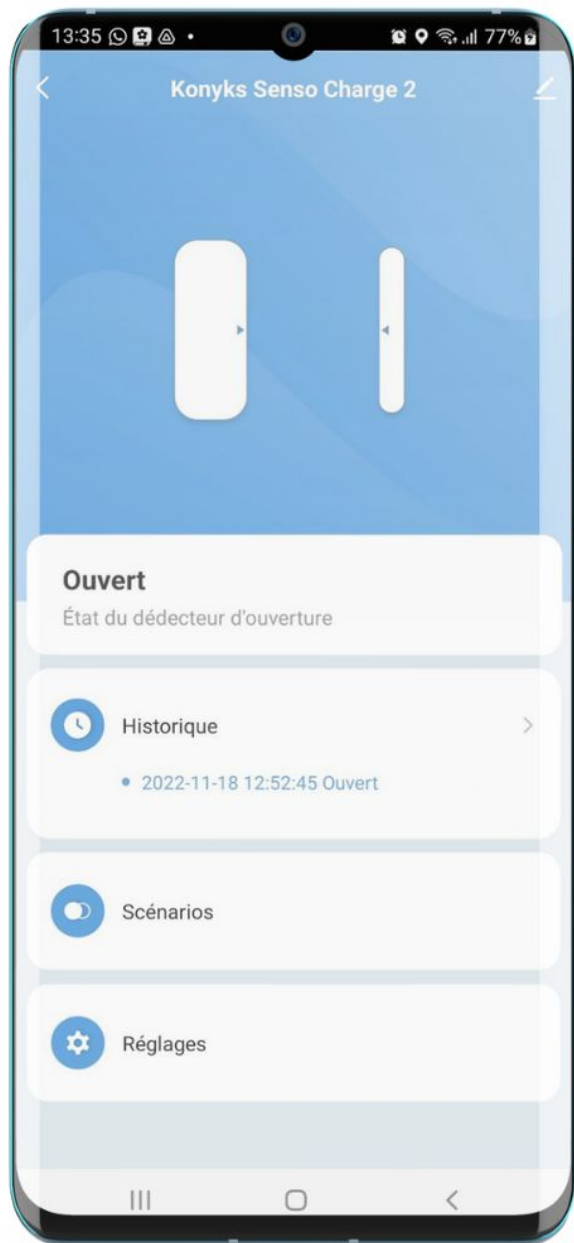 13:35 77%
Konyks Senso Charge 2
Ouvert
État du dédecteur d'ouverture
Historique
2022-11-18 12:52:45 Ouvert
Scénarios
Réglages